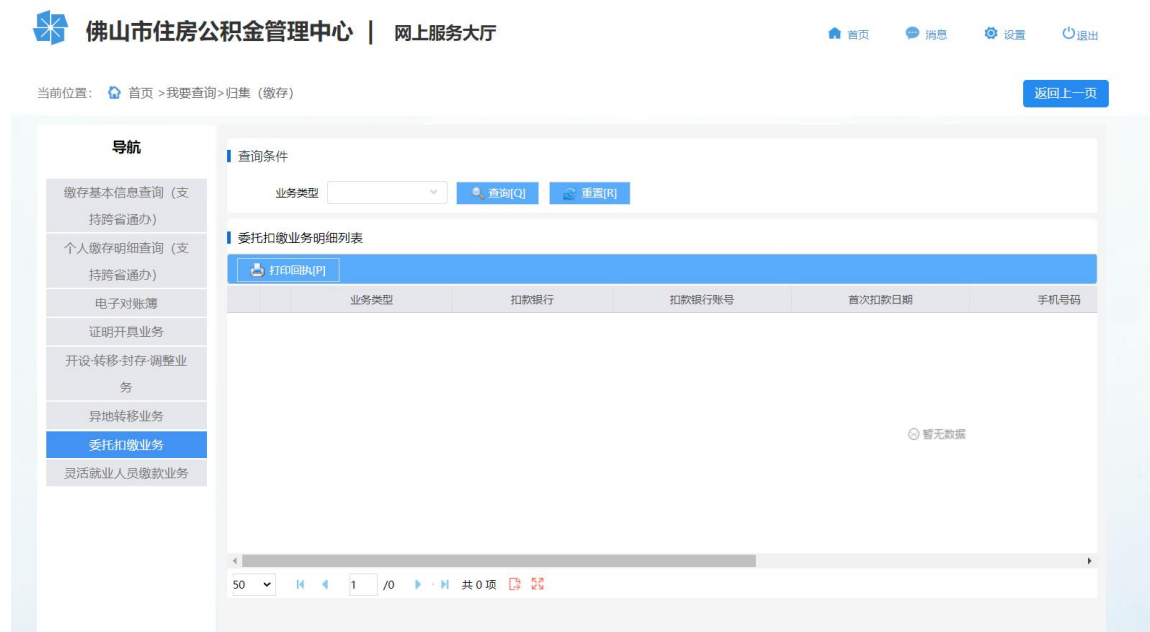 佛山市住房公积金管理中心 | 网上服务大厅
首页 消息 设置 退出
当前位置： 首页 >我要查询>归集（缴存）
返回上一页
导航
缴存基本信息查询（支
持跨省通办）
个人缴存明细查询（支
持跨省通办）
电子对账簿
证明开具业务
开设·转移·封存·调整业
务
异地转移业务
委托扣缴业务
灵活就业人员缴款业务
查询条件
业务类型 查询[Q] 重置[R]
委托扣缴业务明细列表
打印回执[P]
业务类型 扣款银行 扣款银行账号 首次扣款日期 手机号码
暂无数据
50 1 /0 共 0 项